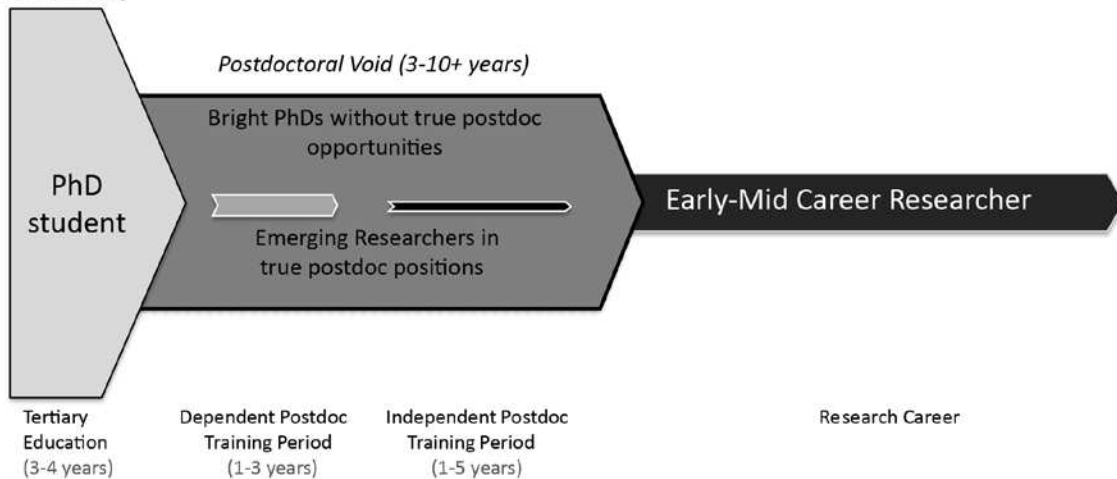 Postdoctoral Void (3-10+ years)
Bright PhDs without true postdoc
opportunities
PhD
student
Early-Mid Career Researcher
Emerging Researchers in
true postdoc positions
Tertiary
Education
(3-4 years)
Dependent Postdoc
Training Period
(1-3 years)
Independent Postdoc
Training Period
(1-5 years)
Research Career